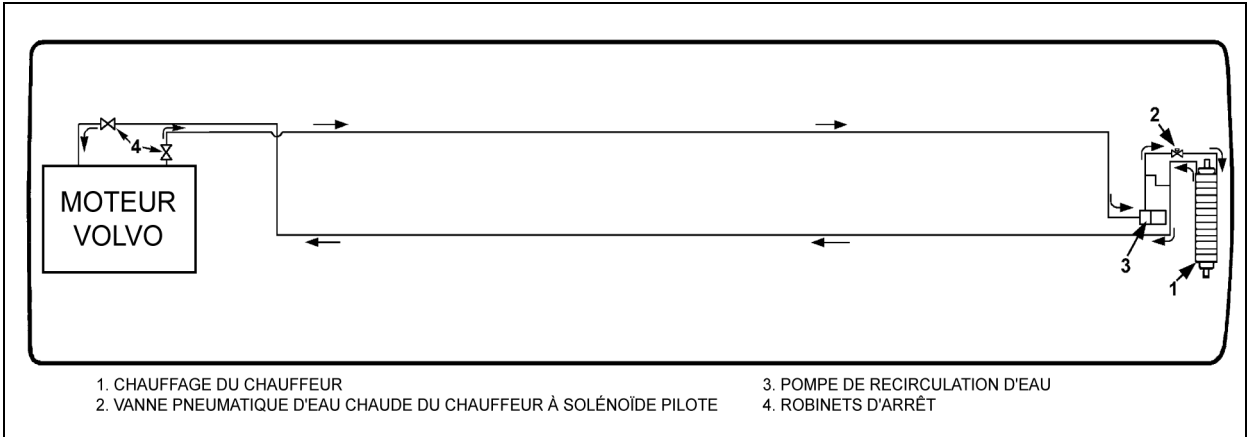 4
2
MOTEUR
VOLVO
3
1
1. CHAUFFAGE DU CHAUFFEUR
2. VANNE PNEUMATIQUE D'EAU CHAUDE DU CHAUFFEUR À SOLÉNOÏDE PILOTE
3. POMPE DE RECIRCULATION D'EAU
4. ROBINETS D'ARRÊT